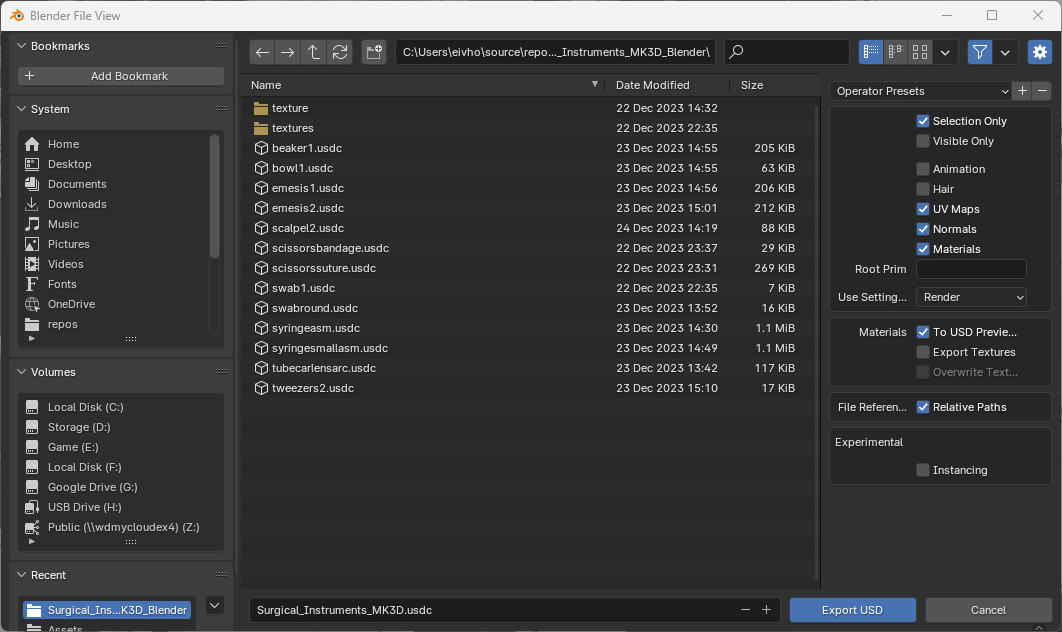 Blender File View
Bookmarks
Add Bookmark
System
Home
Desktop
Documents
Downloads
Music
Pictures
Videos
Fonts
OneDrive
repos
Volumes
Local Disk (C:)
Storage (D:)
Game (E:)
Local Disk (F:)
Google Drive (G:)
USB Drive (H:)
Public (\\wdmycloudex4) (Z:)
Recent
Surgical_Ins...K3D_Blender
Assets
C:\Users\eivho\source\repo..._Instruments_MK3D_Blender\
Name Date Modified Size
texture 22 Dec 2023 14:32
textures 22 Dec 2023 22:35
beaker1.usdc 23 Dec 2023 14:55 205 KiB
bowl1.usdc 23 Dec 2023 14:55 63 KiB
emesis1.usdc 23 Dec 2023 14:56 206 KiB
emesis2.usdc 23 Dec 2023 15:01 212 KiB
scalpel2.usdc 24 Dec 2023 14:19 88 KiB
scissorsbandage.usdc 22 Dec 2023 23:37 29 KiB
scissorssuture.usdc 22 Dec 2023 23:31 269 KiB
swab1.usdc 22 Dec 2023 22:35 7 KiB
swabround.usdc 23 Dec 2023 13:52 16 KiB
syringeasm.usdc 23 Dec 2023 14:30 1.1 MiB
syringesmallasm.usdc 23 Dec 2023 14:49 1.1 MiB
tubecarlensarc.usdc 23 Dec 2023 13:42 117 KiB
tweezers2.usdc 23 Dec 2023 15:10 17 KiB
Surgical_Instruments_MK3D.usdc
Export USD
Cancel
Operator Presets
Selection Only
Visible Only
Animation
Hair
UV Maps
Normals
Materials
Root Prim
Use Setting... Render
Materials To USD Previe...
Export Textures
Overwrite Text...
File Referen... Relative Paths
Experimental
Instancing